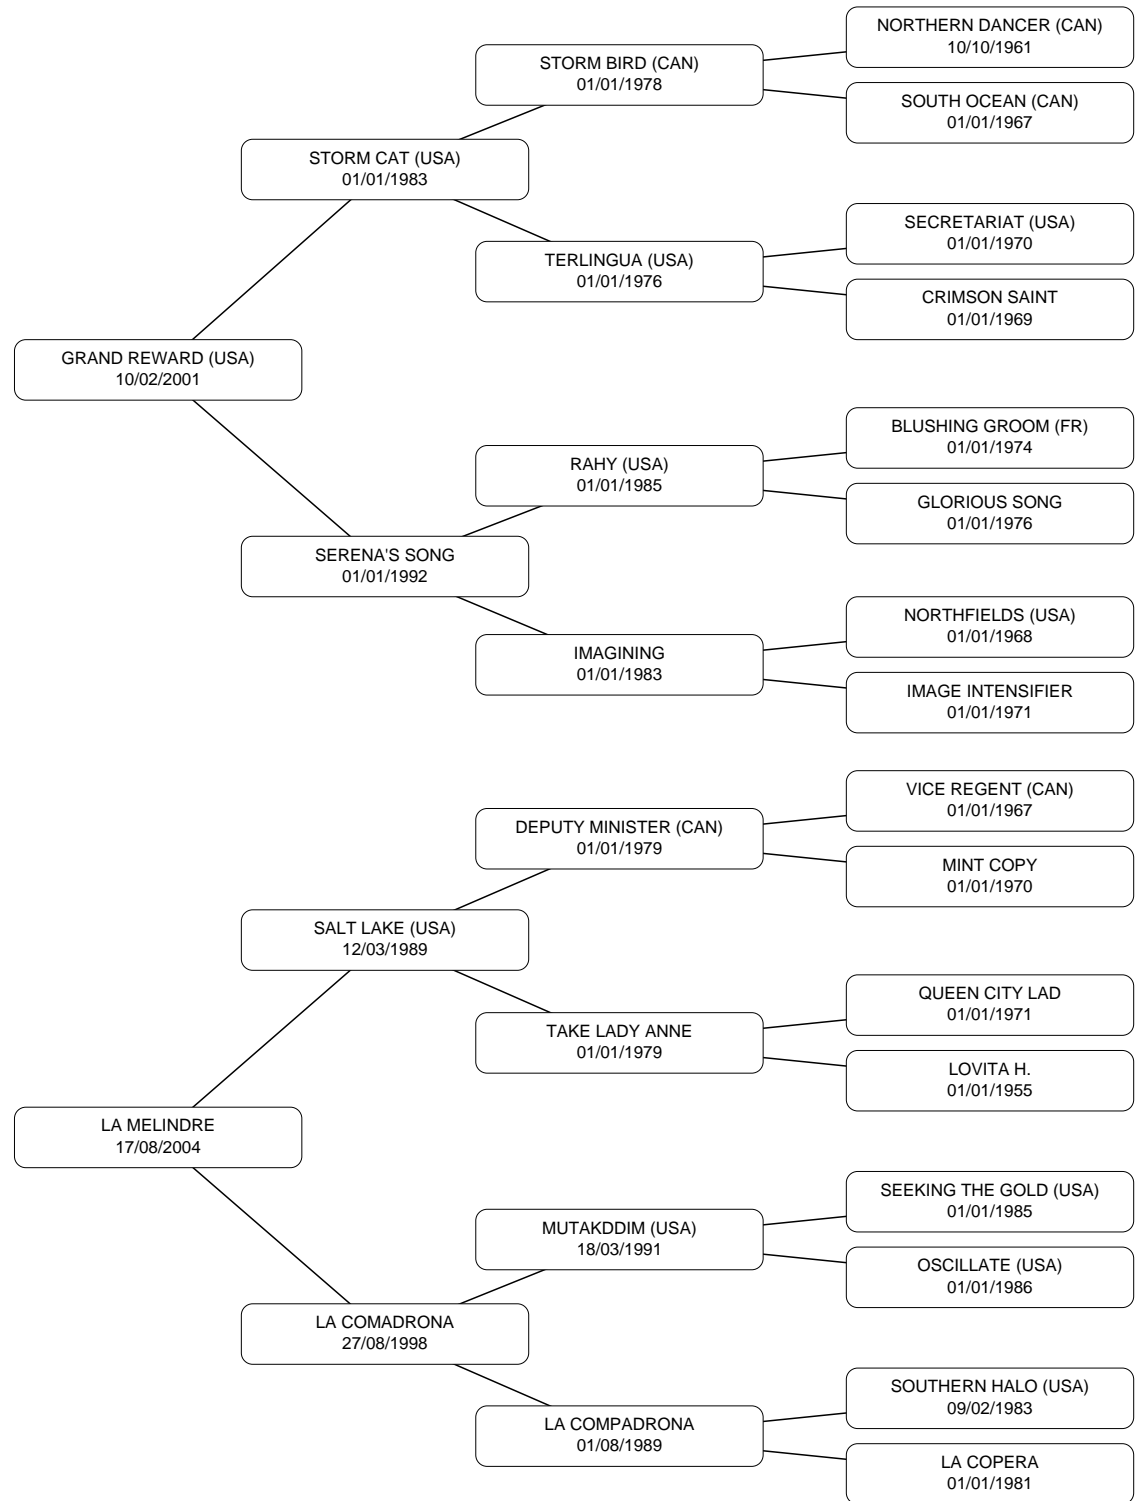 NORTHERN DANCER (CAN)
10/10/1961
STORM BIRD (CAN)
01/01/1978
SOUTH OCEAN (CAN)
01/01/1967
STORM CAT (USA)
01/01/1983
SECRETARIAT (USA)
01/01/1970
TERLINGUA (USA)
01/01/1976
CRIMSON SAINT
01/01/1969
GRAND REWARD (USA)
10/02/2001
BLUSHING GROOM (FR)
01/01/1974
RAHY (USA)
01/01/1985
GLORIOUS SONG
01/01/1976
SERENA'S SONG
01/01/1992
NORTHFIELDS (USA)
01/01/1968
IMAGINING
01/01/1983
IMAGE INTENSIFIER
01/01/1971
VICE REGENT (CAN)
01/01/1967
DEPUTY MINISTER (CAN)
01/01/1979
MINT COPY
01/01/1970
SALT LAKE (USA)
12/03/1989
QUEEN CITY LAD
01/01/1971
TAKE LADY ANNE
01/01/1979
LOVITA H.
01/01/1955
LA MELINDRE
17/08/2004
SEEKING THE GOLD (USA)
01/01/1985
MUTAKDDIM (USA)
18/03/1991
OSCILLATE (USA)
01/01/1986
LA COMADRONA
27/08/1998
SOUTHERN HALO (USA)
09/02/1983
LA COMPADRONA
01/08/1989
LA COPERA
01/01/1981